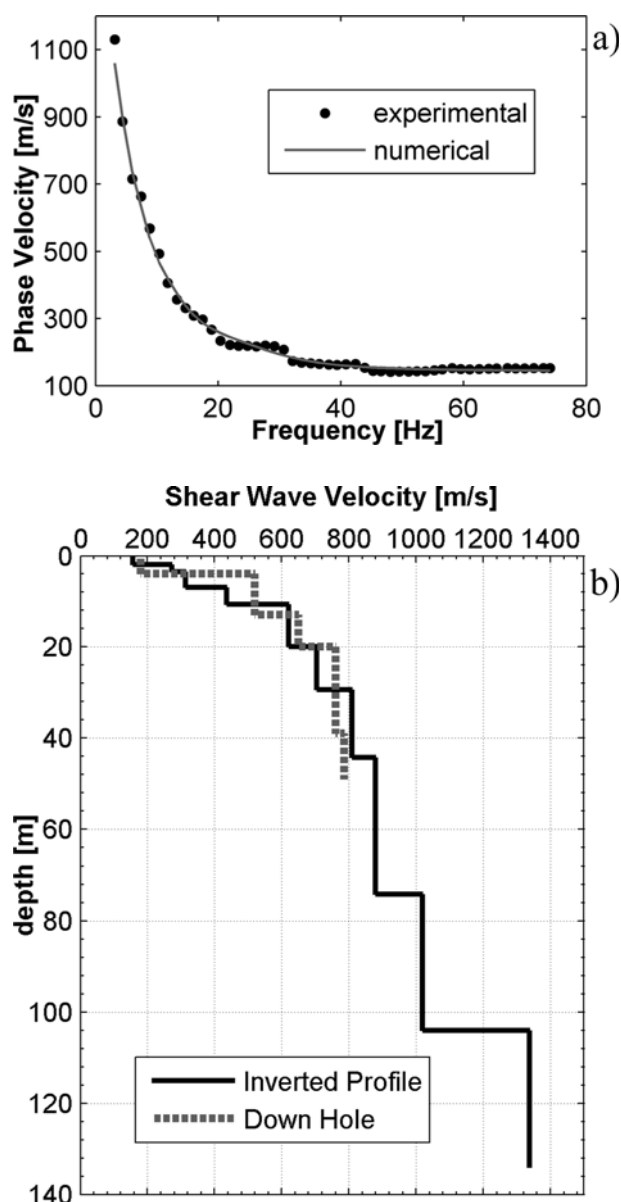 a)
1100
900
700
500
300
100
Phase Velocity [m/s]
experimental
numerical
0 20 40 60 80
Frequency [Hz]
Shear Wave Velocity [m/s]
0 200 400 600 800 1000 1200 1400
b)
0
20
40
60
80
100
120
140
depth [m]
Inverted Profile
Down Hole